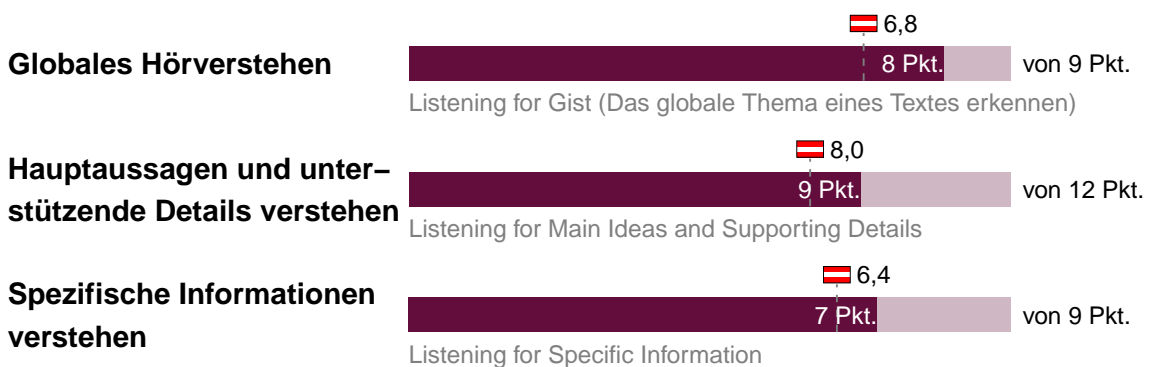 6,8
Globales Hörverstehen 8 Pkt. von 9 Pkt.
Listening for Gist (Das globale Thema eines Textes erkennen)
8,0
Hauptaussagen und unter–
stützende Details verstehen
9 Pkt. von 12 Pkt.
Listening for Main Ideas and Supporting Details
6,4
Spezifische Informationen
verstehen
7 Pkt. von 9 Pkt.
Listening for Specific Information